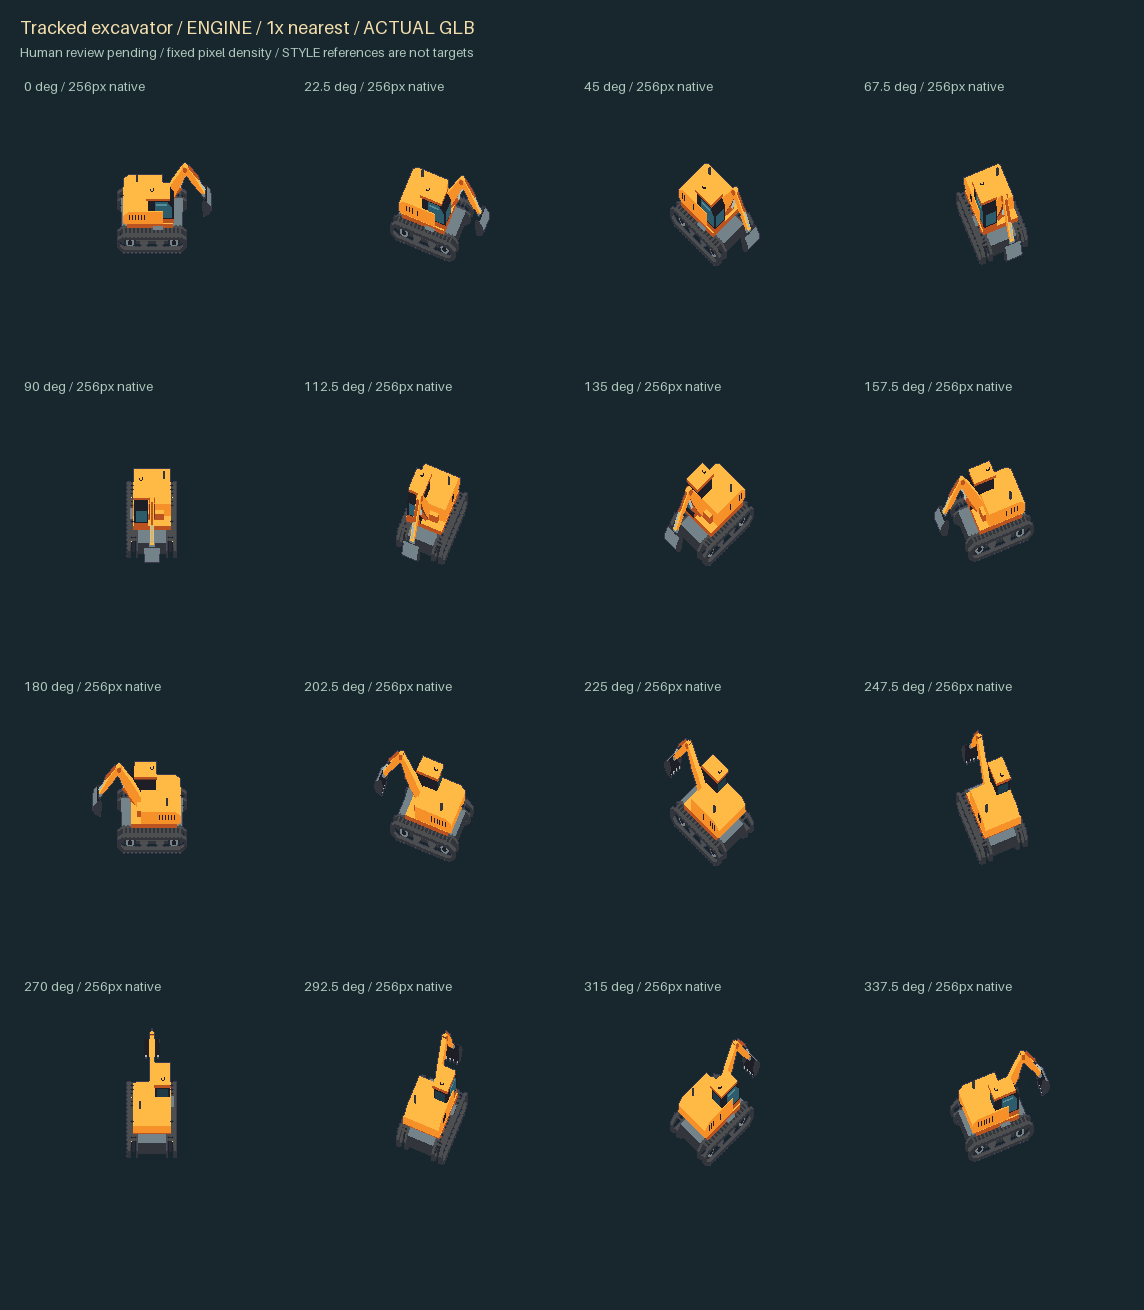 Tracked excavator / ENGINE / 1x nearest / ACTUAL GLB
Human review pending / fixed pixel density / STYLE references are not targets
0 deg / 256px native
22.5 deg / 256px native
45 deg / 256px native
67.5 deg / 256px native
90 deg / 256px native
112.5 deg / 256px native
135 deg / 256px native
157.5 deg / 256px native
180 deg / 256px native
202.5 deg / 256px native
225 deg / 256px native
247.5 deg / 256px native
270 deg / 256px native
292.5 deg / 256px native
315 deg / 256px native
337.5 deg / 256px native